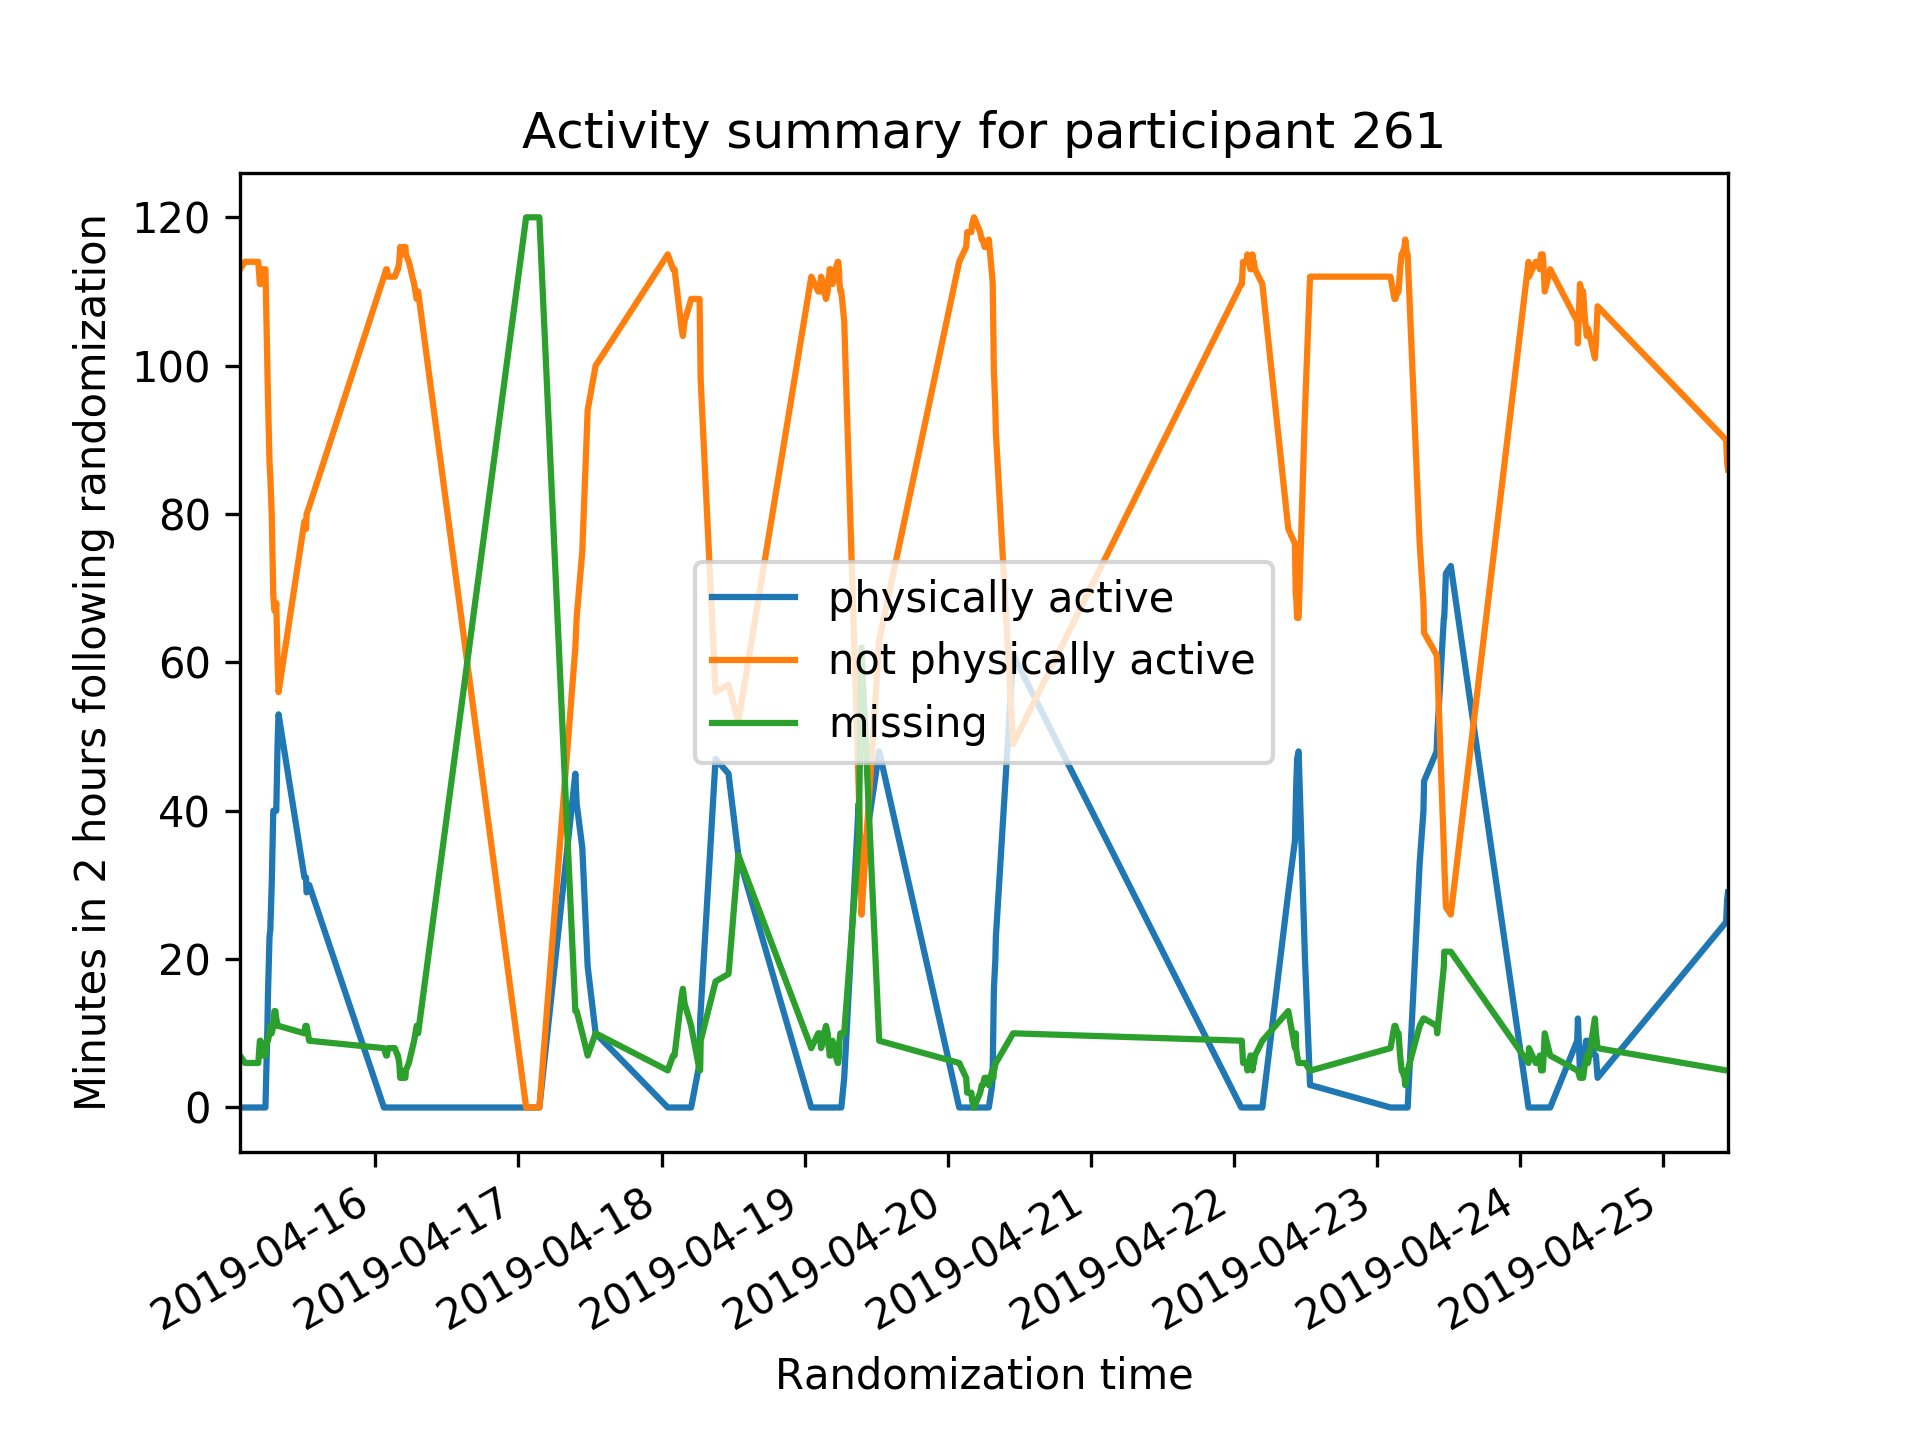 Activity summary for participant 261
Minutes in 2 hours following randomization
120
100
80
60
40
20
0
physically active
not physically active
missing
2019-04-16
2019-04-17
2019-04-18
2019-04-19
2019-04-20
2019-04-21
2019-04-22
2019-04-23
2019-04-24
2019-04-25
Randomization time